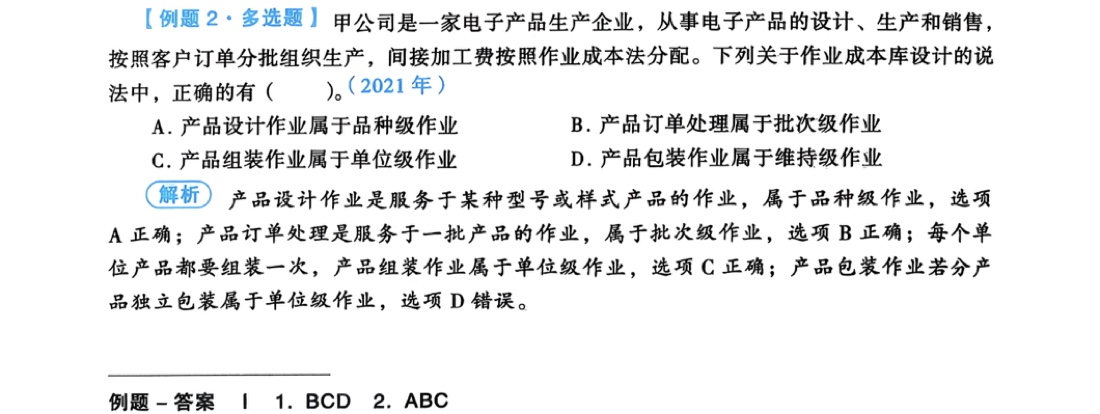 【例题 2·多选题】甲公司是一家电子产品生产企业，从事电子产品的设计、生产和销售，
按照客户订单分批组织生产，间接加工费按照作业成本法分配。下列关于作业成本库设计的说
法中，正确的有（　　）。（2021 年）
A. 产品设计作业属于品种级作业　　B. 产品订单处理属于批次级作业
C. 产品组装作业属于单位级作业　　D. 产品包装作业属于维持级作业
解析　产品设计作业是服务于某种型号或样式产品的作业，属于品种级作业，选项
A 正确；产品订单处理是服务于一批产品的作业，属于批次级作业，选项 B 正确；每个单
位产品都要组装一次，产品组装作业属于单位级作业，选项 C 正确；产品包装作业若分产
品独立包装属于单位级作业，选项 D 错误。
例题－答案　|　1. BCD　2. ABC